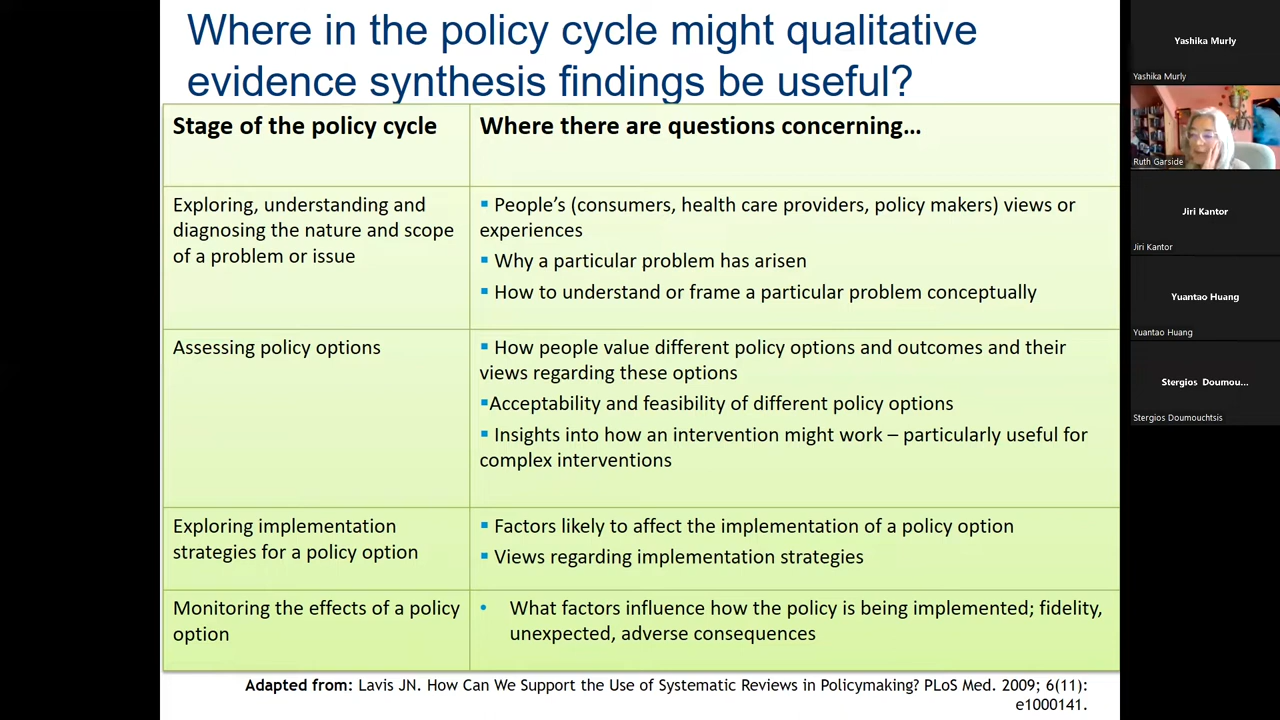 Where in the policy cycle might qualitative
evidence synthesis findings be useful?
Stage of the policy cycle
Where there are questions concerning…
Exploring, understanding and
diagnosing the nature and scope
of a problem or issue
▪ People’s (consumers, health care providers, policy makers) views or
experiences
▪ Why a particular problem has arisen
▪ How to understand or frame a particular problem conceptually
Assessing policy options
▪ How people value different policy options and outcomes and their
views regarding these options
▪Acceptability and feasibility of different policy options
▪ Insights into how an intervention might work – particularly useful for
complex interventions
Exploring implementation
strategies for a policy option
▪ Factors likely to affect the implementation of a policy option
▪ Views regarding implementation strategies
Monitoring the effects of a policy
option
• What factors influence how the policy is being implemented; fidelity,
unexpected, adverse consequences
Adapted from: Lavis JN. How Can We Support the Use of Systematic Reviews in Policymaking? PLoS Med. 2009; 6(11):
e1000141.
Yashika Murly
Yashika Murly
Ruth Garside
Jiri Kantor
Jiri Kantor
Yuantao Huang
Yuantao Huang
Stergios Doumou...
Stergios Doumouchtsis